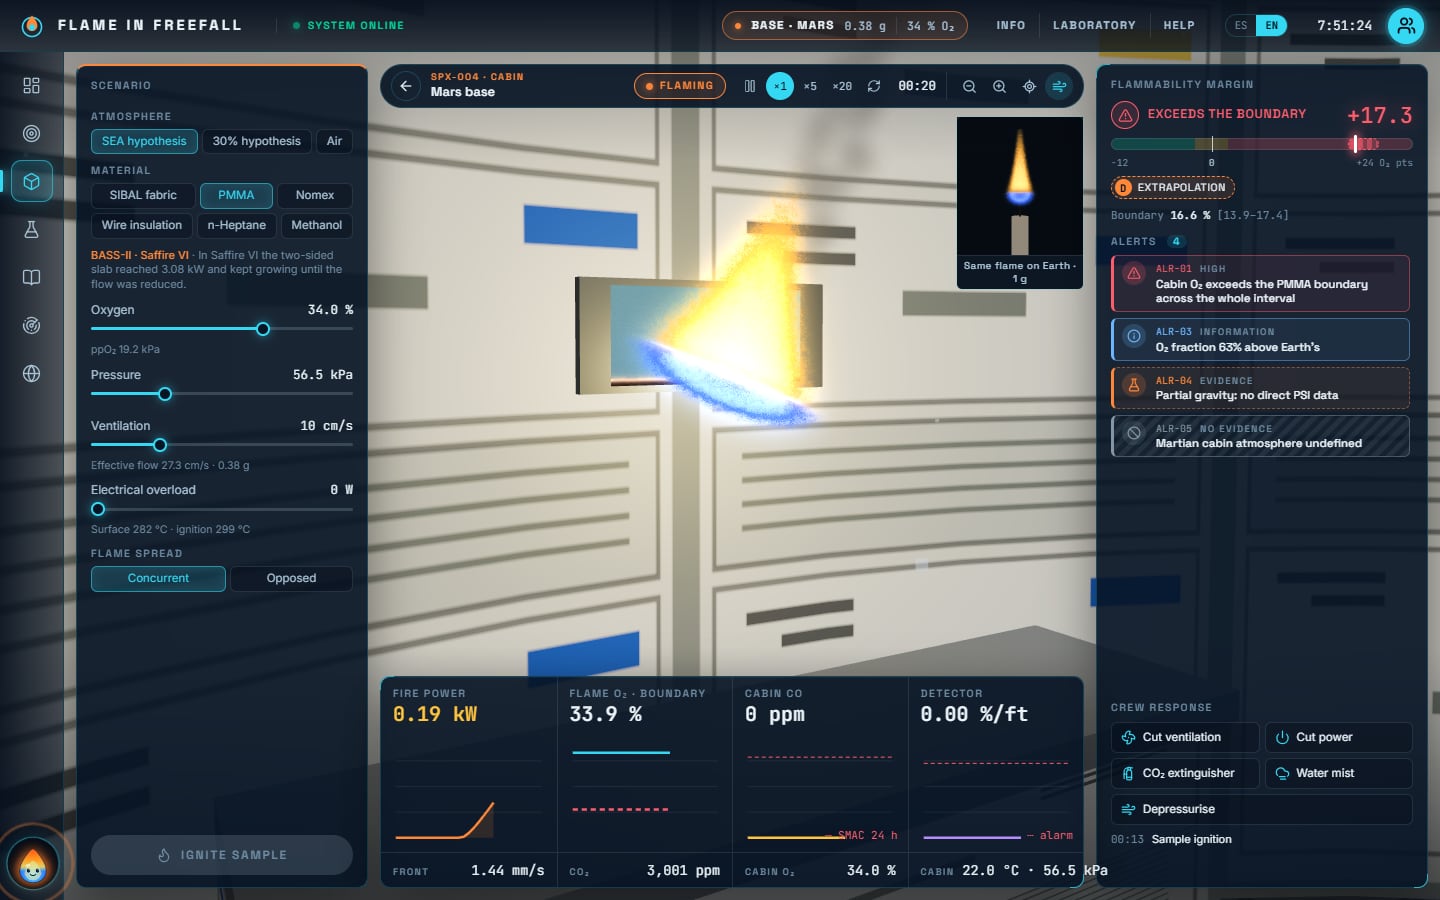 FLAME IN FREEFALL
SYSTEM ONLINE
BASE · MARS 0.38 g 34 % O₂
INFO
LABORATORY
HELP
ES EN
7:51:24
SCENARIO
ATMOSPHERE
SEA hypothesis 30% hypothesis Air
MATERIAL
SIBAL fabric PMMA Nomex
Wire insulation n-Heptane Methanol
BASS-II · Saffire VI · In Saffire VI the two-sided
slab reached 3.08 kW and kept growing until the
flow was reduced.
Oxygen 34.0 %
ppO₂ 19.2 kPa
Pressure 56.5 kPa
Ventilation 10 cm/s
Effective flow 27.3 cm/s · 0.38 g
Electrical overload 0 W
Surface 282 °C · ignition 299 °C
FLAME SPREAD
Concurrent Opposed
IGNITE SAMPLE
SPX-004 · CABIN
Mars base
FLAMING
×1 ×5 ×20 00:20
Same flame on Earth ·
1 g
FIRE POWER
0.19 kW
FRONT 1.44 mm/s
FLAME O₂ · BOUNDARY
33.9 %
CO₂ 3,001 ppm
CABIN CO
0 ppm
SMAC 24 h
CABIN O₂ 34.0 %
DETECTOR
0.00 %/ft
alarm
CABIN 22.0 °C · 56.5 kPa
FLAMMABILITY MARGIN
EXCEEDS THE BOUNDARY +17.3
-12 0 +24 O₂ pts
D EXTRAPOLATION
Boundary 16.6 % [13.9–17.4]
ALERTS 4
ALR-01 HIGH
Cabin O₂ exceeds the PMMA boundary
across the whole interval
ALR-03 INFORMATION
O₂ fraction 63% above Earth's
ALR-04 EVIDENCE
Partial gravity: no direct PSI data
ALR-05 NO EVIDENCE
Martian cabin atmosphere undefined
CREW RESPONSE
Cut ventilation Cut power
CO₂ extinguisher Water mist
Depressurise
00:13 Sample ignition